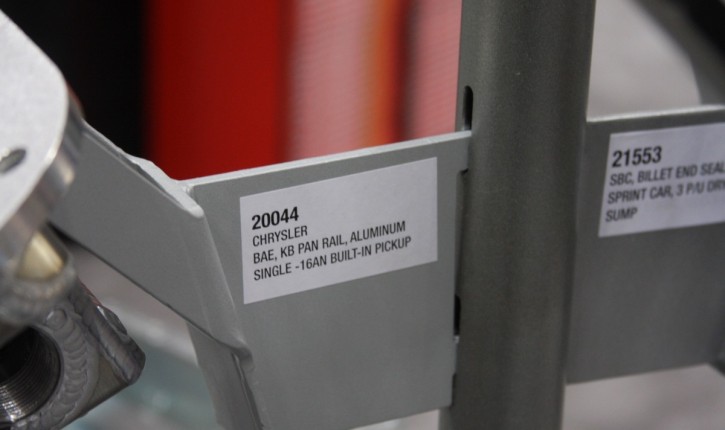 20044
CHRYSLER
BAE, KB PAN RAIL, ALUMINUM
SINGLE -16AN BUILT-IN PICKUP
21553
SBC, BILLET END SEAL
SPRINT CAR, 3 P/U
SUMP